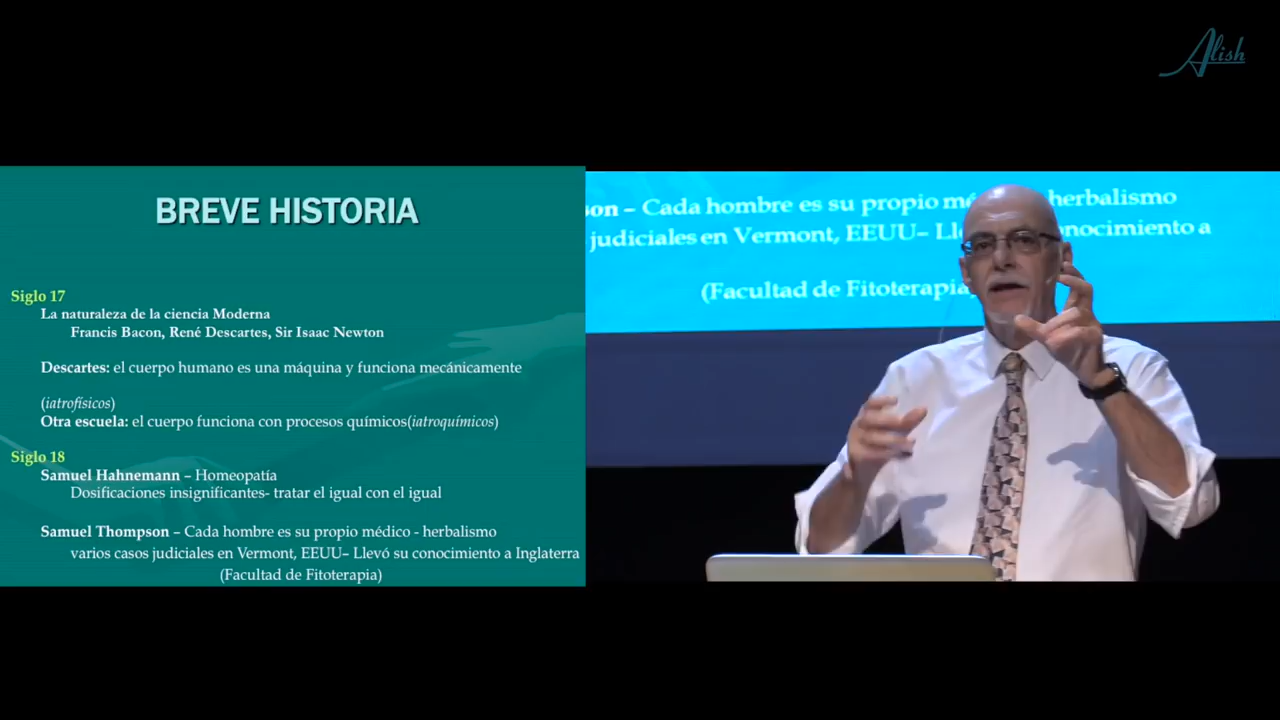 Alish
BREVE HISTORIA
Siglo 17
La naturaleza de la ciencia Moderna
Francis Bacon, René Descartes, Sir Isaac Newton
Descartes: el cuerpo humano es una máquina y funciona mecánicamente
(iatrofísicos)
Otra escuela: el cuerpo funciona con procesos químicos(iatroquímicos)
Siglo 18
Samuel Hahnemann – Homeopatía
Dosificaciones insignificantes- tratar el igual con el igual
Samuel Thompson – Cada hombre es su propio médico - herbalismo
varios casos judiciales en Vermont, EEUU– Llevó su conocimiento a Inglaterra
(Facultad de Fitoterapia)
son – Cada hombre es su propio mé herbalismo
judiciales en Vermont, EEUU– Ll nocimiento a
(Facultad de Fitoterapia)